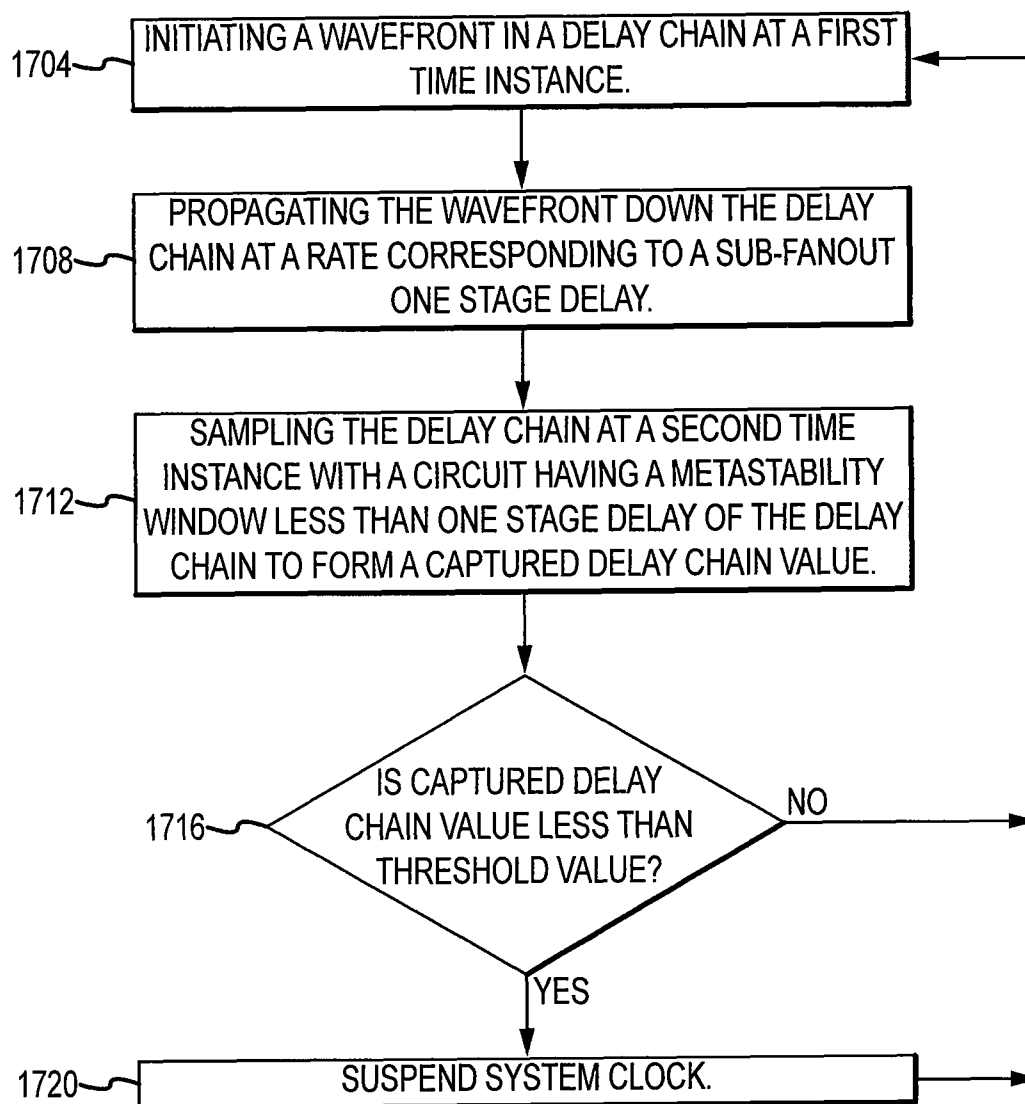 1704
INITIATING A WAVEFRONT IN A DELAY CHAIN AT A FIRST
TIME INSTANCE.
1708
PROPAGATING THE WAVEFRONT DOWN THE DELAY
CHAIN AT A RATE CORRESPONDING TO A SUB-FANOUT
ONE STAGE DELAY.
1712
SAMPLING THE DELAY CHAIN AT A SECOND TIME
INSTANCE WITH A CIRCUIT HAVING A METASTABILITY
WINDOW LESS THAN ONE STAGE DELAY OF THE DELAY
CHAIN TO FORM A CAPTURED DELAY CHAIN VALUE.
1716
IS CAPTURED DELAY
CHAIN VALUE LESS THAN
THRESHOLD VALUE?
NO
YES
1720
SUSPEND SYSTEM CLOCK.